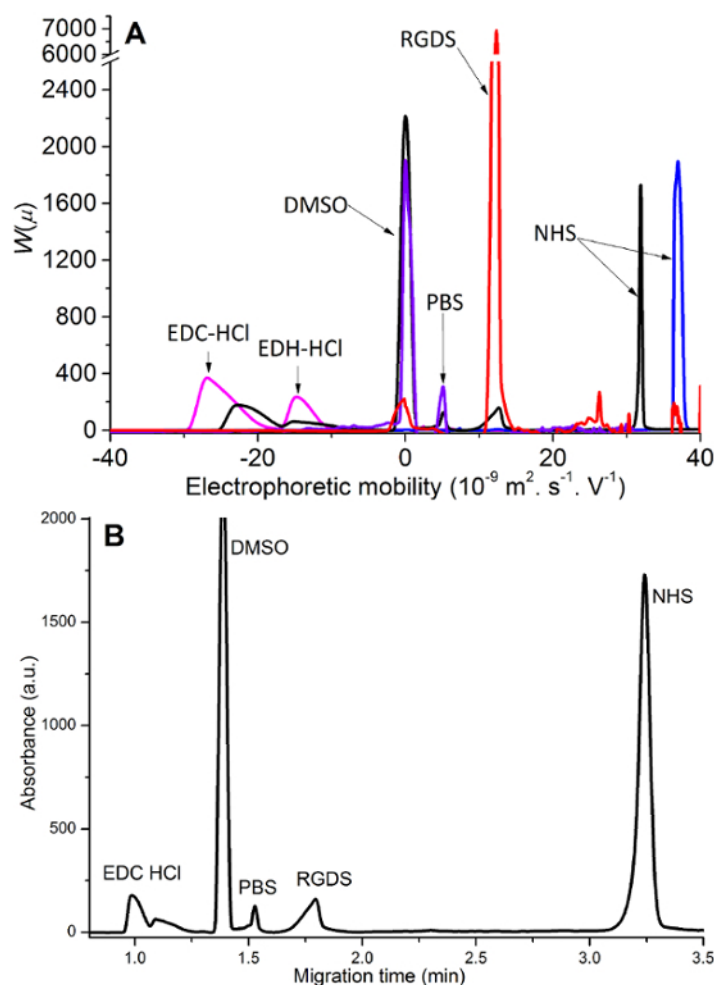 A
7000
6000
2400
2000
1600
1200
800
400
0
W(μ)
RGDS
DMSO
NHS
PBS
EDC-HCl
EDH-HCl
-40 -20 0 20 40
Electrophoretic mobility (10⁻⁹ m². s⁻¹. V⁻¹)
B
2000
1500
1000
500
0
Absorbance (a.u.)
DMSO
NHS
EDC HCl
PBS
RGDS
1.0 1.5 2.0 2.5 3.0 3.5
Migration time (min)